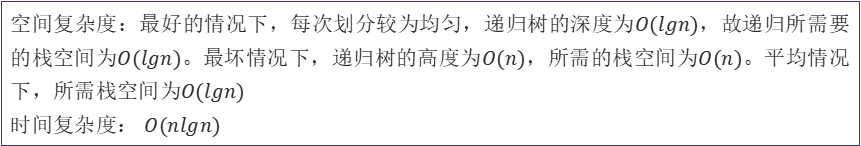 空间复杂度：最好的情况下，每次划分较为均匀，递归树的深度为O(lgn)，故递归所需要
的栈空间为O(lgn)。最坏情况下，递归树的高度为O(n)，所需的栈空间为O(n)。平均情况
下，所需栈空间为O(lgn)
时间复杂度： O(nlgn)